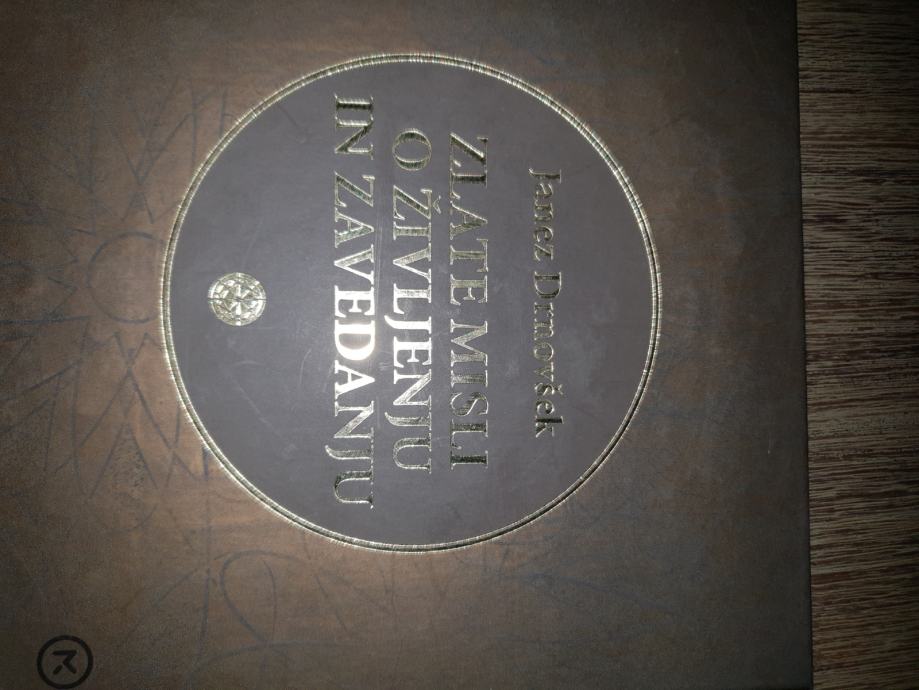 Janez Drnovšek
ZLATE MISLI
O ŽIVLJENJU
IN ZAVEDANJU